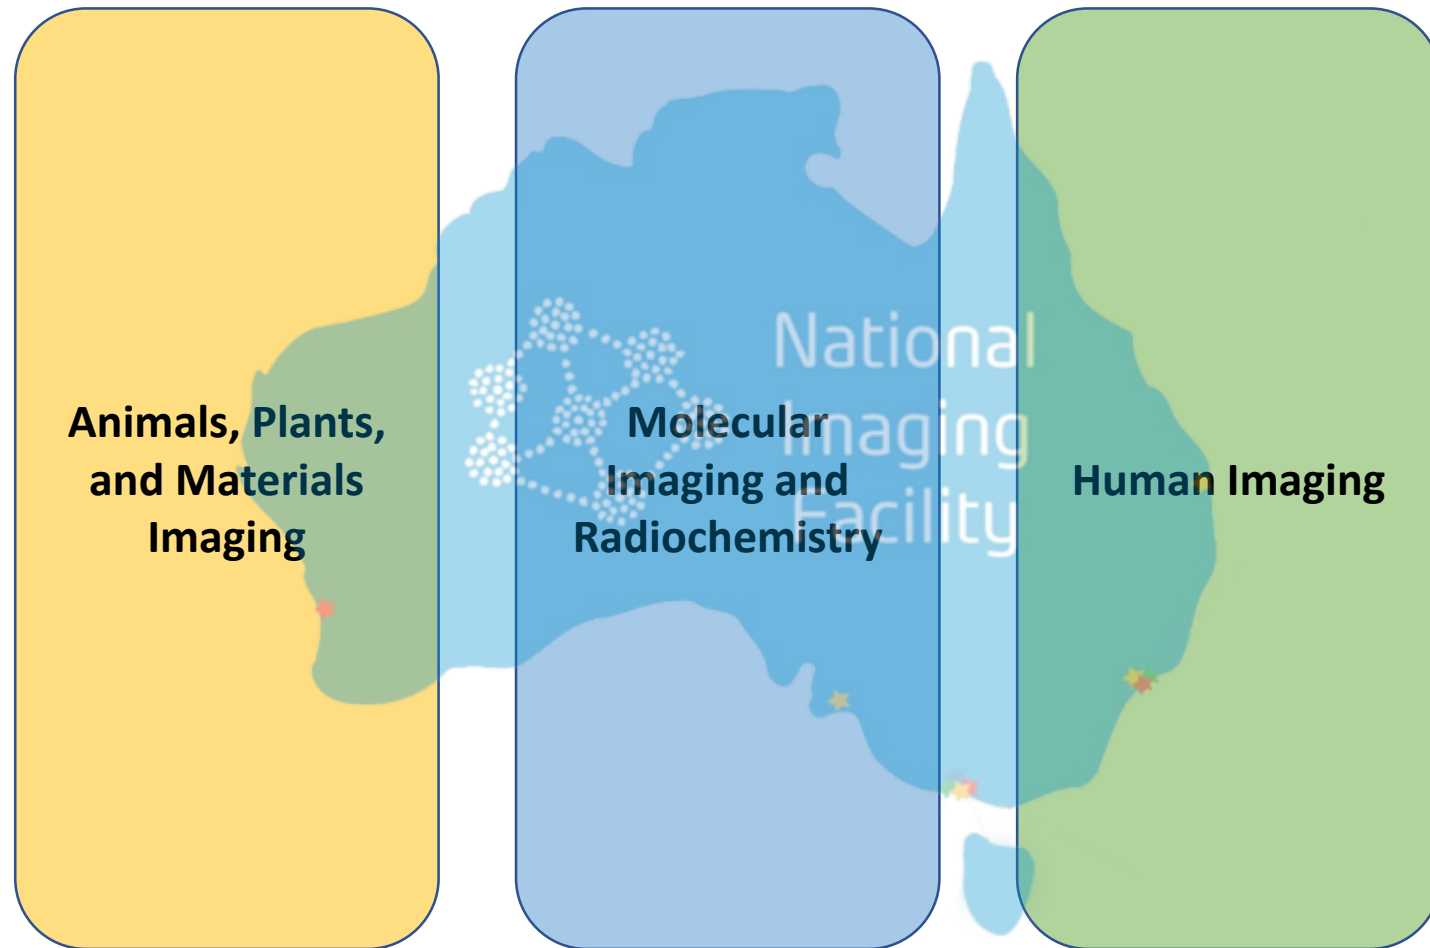 Animals, Plants,
and Materials
Imaging
Molecular
Imaging and
Radiochemistry
National
Imaging
Facility
Human Imaging